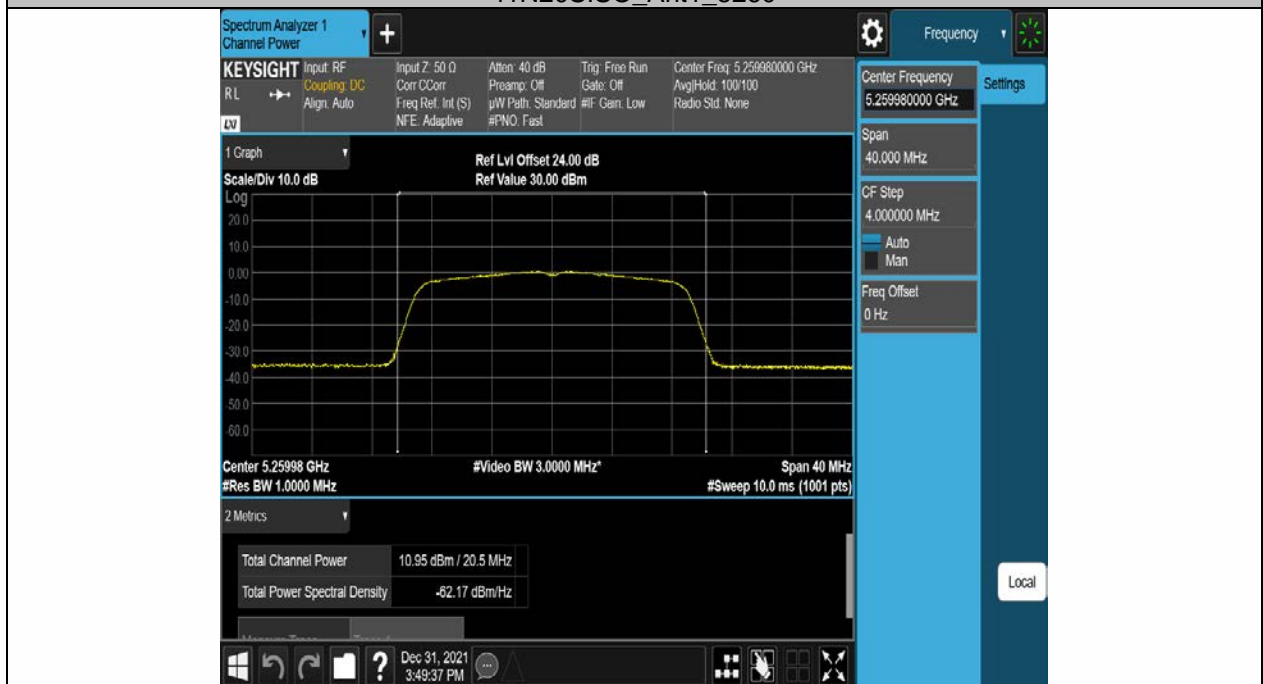 Spectrum Analyzer 1
Channel Power
+
Frequency
KEYSIGHT
RL
LXI
Input: RF
Coupling: DC
Align: Auto
Input Z: 50 Ω
Corr CCorr
Freq Ref: Int (S)
NFE: Adaptive
Atten: 40 dB
Preamp: Off
µW Path: Standard
#PNO: Fast
Trig: Free Run
Gate: Off
#IF Gain: Low
Center Freq: 5.259980000 GHz
Avg|Hold: 100/100
Radio Std: None
Center Frequency
5.259980000 GHz
Settings
Span
40.000 MHz
CF Step
4.000000 MHz
Auto
Man
Freq Offset
0 Hz
Local
1 Graph
Scale/Div 10.0 dB
Ref Lvl Offset 24.00 dB
Ref Value 30.00 dBm
Log
20.0
10.0
0.00
-10.0
-20.0
-30.0
-40.0
-50.0
-60.0
Center 5.25998 GHz
#Res BW 1.0000 MHz
#Video BW 3.0000 MHz*
Span 40 MHz
#Sweep 10.0 ms (1001 pts)
2 Metrics
Total Channel Power 10.95 dBm / 20.5 MHz
Total Power Spectral Density -62.17 dBm/Hz
?
Dec 31, 2021
3:49:37 PM